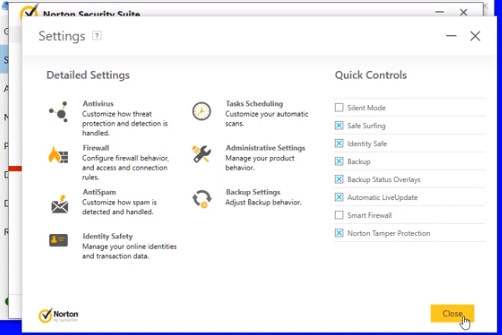 Norton Security Suite
Settings ?
Detailed Settings
Antivirus
Customize how threat
protection and detection is
handled.
Firewall
Configure firewall behavior,
and access and connection
rules.
AntiSpam
Customize how spam is
detected and handled.
Identity Safety
Manage your online identities
and transaction data.
Tasks Scheduling
Customize your automatic
scans.
Administrative Settings
Manage your product
behavior.
Backup Settings
Adjust Backup behavior.
Quick Controls
Silent Mode
Safe Surfing
Identity Safe
Backup
Backup Status Overlays
Automatic LiveUpdate
Smart Firewall
Norton Tamper Protection
Norton
by Symantec
Close